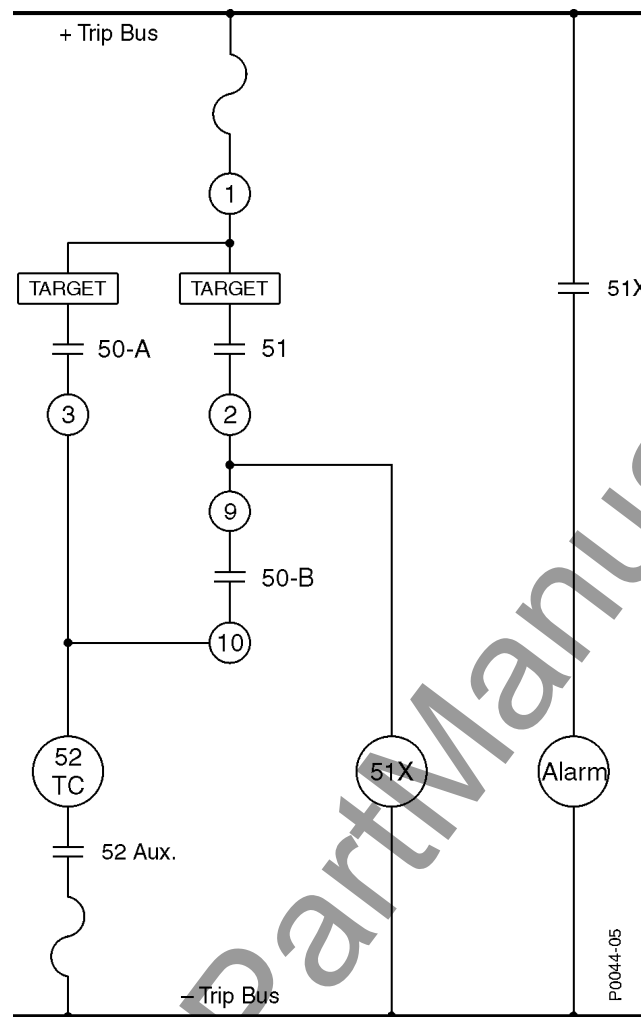 + Trip Bus
1
TARGET
TARGET
51X
50-A
51
3
2
9
50-B
10
52
TC
51X
Alarm
52 Aux.
– Trip Bus
P0044-05
PartManu